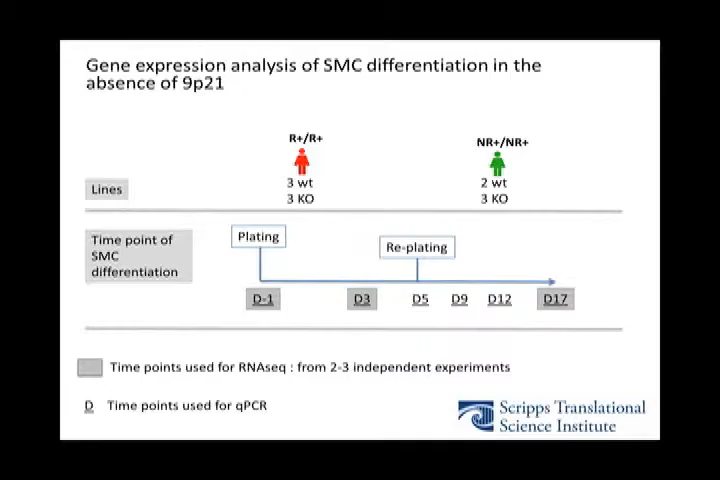 Gene expression analysis of SMC differentiation in the
absence of 9p21
R+/R+
NR+/NR+
Lines
3 wt
3 KO
2 wt
3 KO
Time point of
SMC
differentiation
Plating
Re-plating
D-1
D3
D5
D9
D12
D17
Time points used for RNAseq : from 2-3 independent experiments
D Time points used for qPCR
Scripps Translational
Science Institute